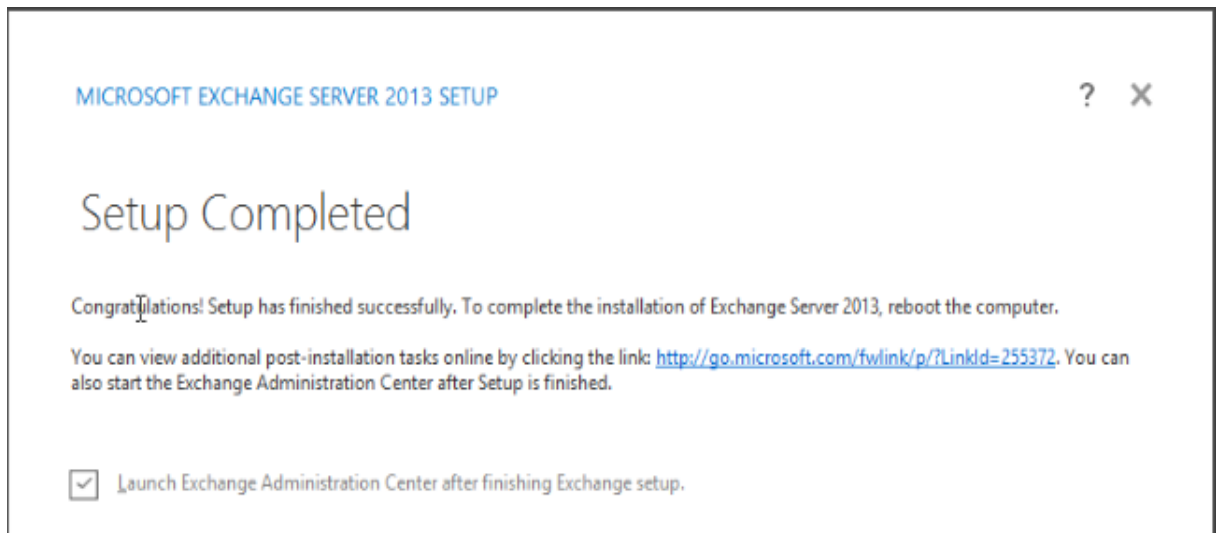 MICROSOFT EXCHANGE SERVER 2013 SETUP
? ✕
Setup Completed
Congratulations! Setup has finished successfully. To complete the installation of Exchange Server 2013, reboot the computer.
You can view additional post-installation tasks online by clicking the link: http://go.microsoft.com/fwlink/p/?LinkId=255372. You can
also start the Exchange Administration Center after Setup is finished.
Launch Exchange Administration Center after finishing Exchange setup.